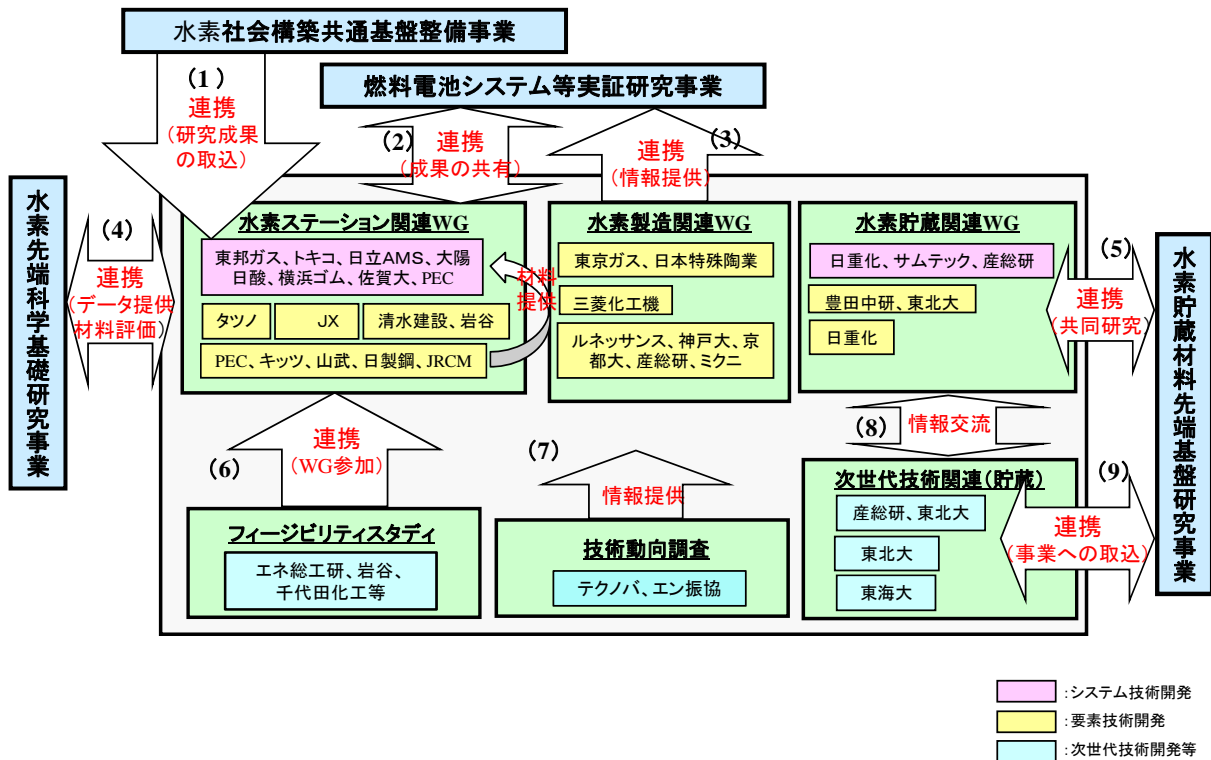 水素社会構築共通基盤整備事業
(1)
連携
(研究成果
の取込)
燃料電池システム等実証研究事業
(2)
連携
(成果の共有)
(3)
連携
(情報提供)
水素先端科学基礎研究事業
(4)
連携
(データ提供
材料評価)
水素ステーション関連WG
東邦ガス、トキコ、日立AMS、大陽
日酸、横浜ゴム、佐賀大、PEC
タツノ
JX
清水建設、岩谷
PEC、キッツ、山武、日製鋼、JRCM
材料
提供
水素製造関連WG
東京ガス、日本特殊陶業
三菱化工機
ルネッサンス、神戸大、京
都大、産総研、ミクニ
水素貯蔵関連WG
日重化、サムテック、産総研
豊田中研、東北大
日重化
(5)
連携
(共同研究)
水素貯蔵材料先端基盤研究事業
(6)
連携
(WG参加)
(7)
情報提供
(8)
情報交流
フィージビリティスタディ
エネ総工研、岩谷、
千代田化工等
技術動向調査
テクノバ、エン振協
次世代技術関連(貯蔵)
産総研、東北大
東北大
東海大
(9)
連携
(事業への取込)
:システム技術開発
:要素技術開発
:次世代技術開発等